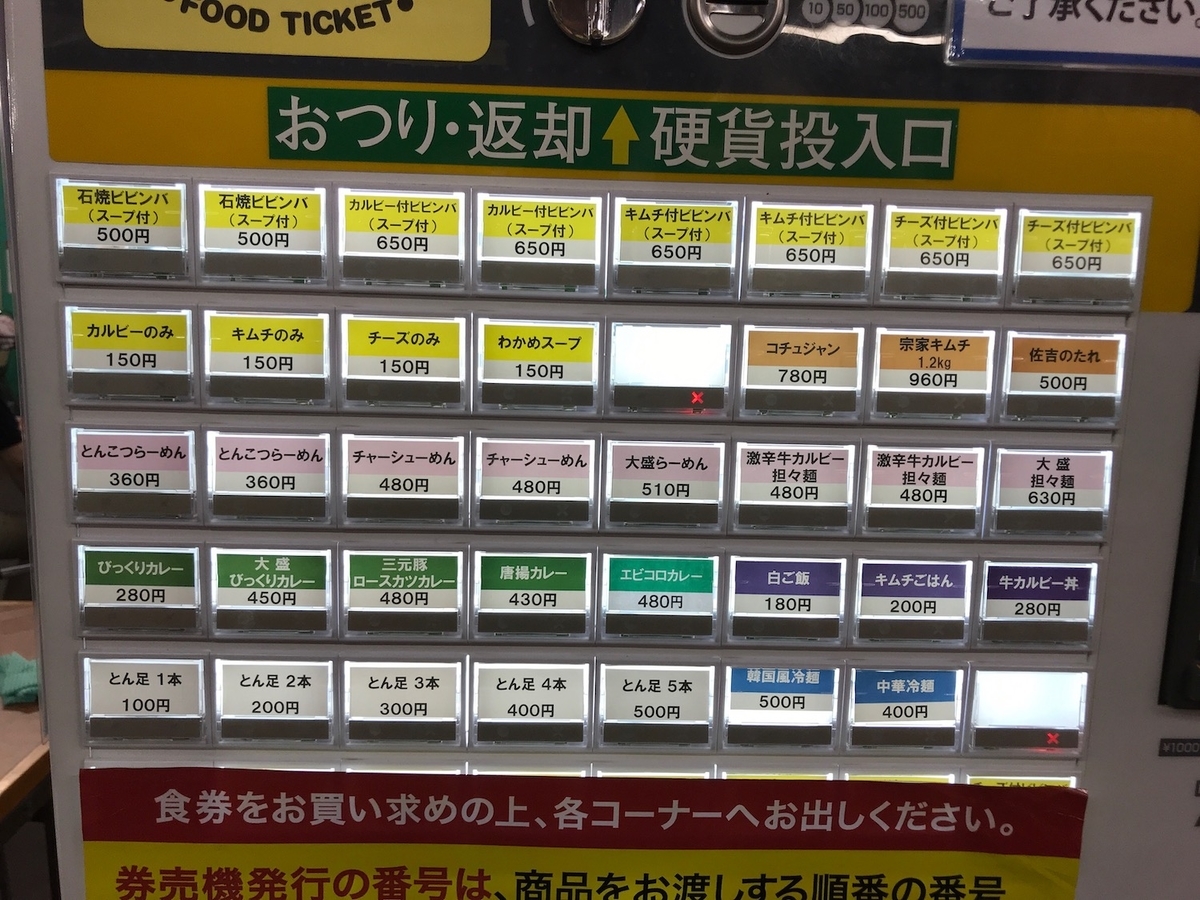 FOOD TICKET
10 50 100 500
ご了承ください。
おつり・返却 ↑ 硬貨投入口
石焼ビビンバ
（スープ付）
500円
石焼ビビンバ
（スープ付）
500円
カルビー付ビビンバ
（スープ付）
650円
カルビー付ビビンバ
（スープ付）
650円
キムチ付ビビンバ
（スープ付）
650円
キムチ付ビビンバ
（スープ付）
650円
チーズ付ビビンバ
（スープ付）
650円
チーズ付ビビンバ
（スープ付）
650円
カルビーのみ
150円
キムチのみ
150円
チーズのみ
150円
わかめスープ
150円
×
コチュジャン
780円
宗家キムチ
1.2kg
960円
佐吉のたれ
500円
とんこつらーめん
360円
とんこつらーめん
360円
チャーシューめん
480円
チャーシューめん
480円
大盛らーめん
510円
激辛牛カルビー
担々麺
480円
激辛牛カルビー
担々麺
480円
大盛
担々麺
630円
びっくりカレー
280円
大盛
びっくりカレー
450円
三元豚
ロースカツカレー
480円
唐揚カレー
430円
エビコロカレー
480円
白ご飯
180円
キムチごはん
200円
牛カルビー丼
280円
とん足 1本
100円
とん足 2本
200円
とん足 3本
300円
とん足 4本
400円
とん足 5本
500円
韓国風冷麺
500円
中華冷麺
400円
×
¥1000
食券をお買い求めの上、各コーナーへお出しください。
券売機発行の番号は、商品をお渡しする順番の番号